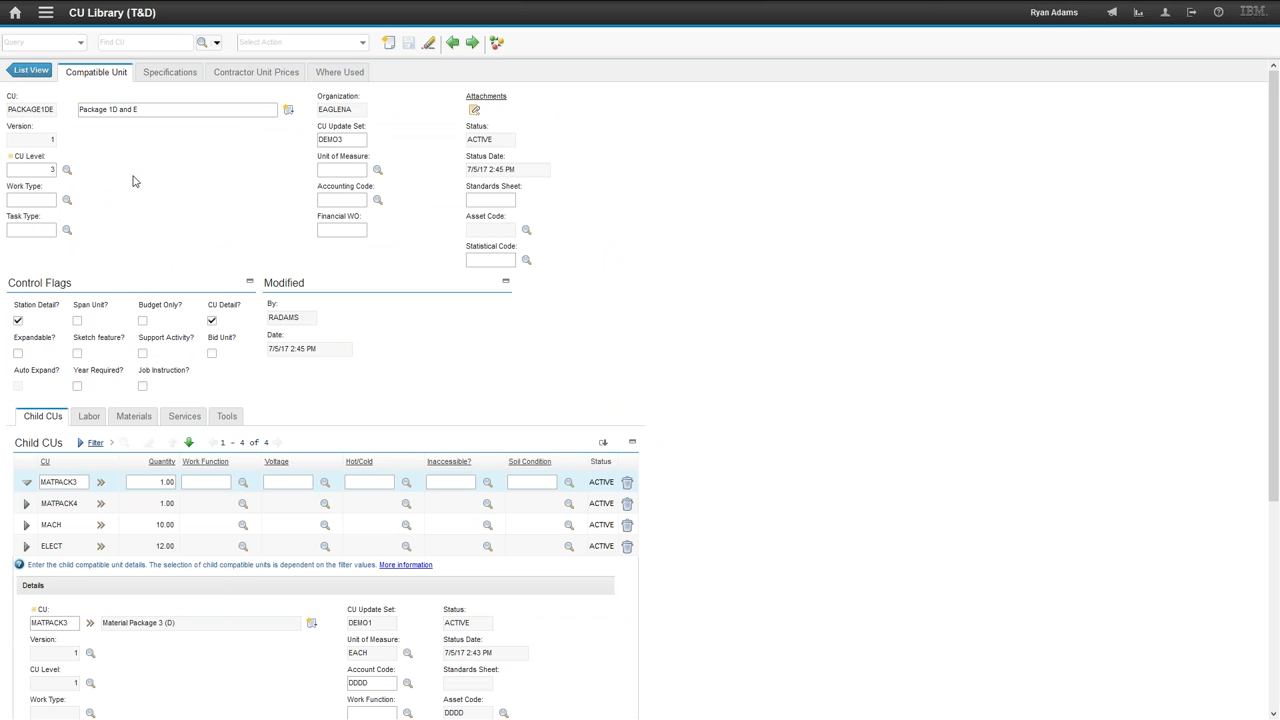 CU Library (T&D)
Ryan Adams
IBM
Query
Find CU
Select Action
List View
Compatible Unit
Specifications
Contractor Unit Prices
Where Used
CU:
PACKAGE1DE
Package 1D and E
Organization:
EAGLENA
Attachments
Version:
1
CU Update Set:
DEMO3
Status:
ACTIVE
CU Level:
3
Unit of Measure:
Status Date:
7/5/17 2:45 PM
Work Type:
Accounting Code:
Standards Sheet:
Task Type:
Financial WO:
Asset Code:
Statistical Code:
Control Flags
Modified
Station Detail?
Span Unit?
Budget Only?
CU Detail?
By:
RADAMS
Expandable?
Sketch feature?
Support Activity?
Bid Unit?
Date:
7/5/17 2:45 PM
Auto Expand?
Year Required?
Job Instruction?
Child CUs
Labor
Materials
Services
Tools
Child CUs
Filter
1 - 4 of 4
CU
Quantity
Work Function
Voltage
Hot/Cold
Inaccessible?
Soil Condition
Status
MATPACK3
1.00
ACTIVE
MATPACK4
1.00
ACTIVE
MACH
10.00
ACTIVE
ELECT
12.00
ACTIVE
Enter the child compatible unit details. The selection of child compatible units is dependent on the filter values. More information
Details
CU:
MATPACK3
Material Package 3 (D)
CU Update Set:
DEMO1
Status:
ACTIVE
Version:
1
Unit of Measure:
EACH
Status Date:
7/5/17 2:43 PM
CU Level:
1
Account Code:
DDDD
Standards Sheet:
Work Type:
Work Function:
Asset Code:
DDDD